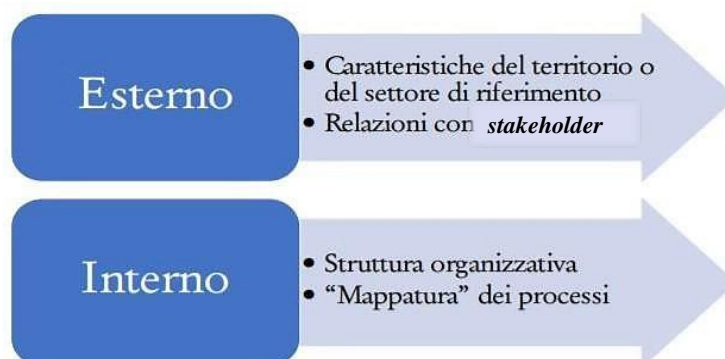 Esterno
• Caratteristiche del territorio o
del settore di riferimento
• Relazioni con stakeholder
Interno
• Struttura organizzativa
• “Mappatura” dei processi